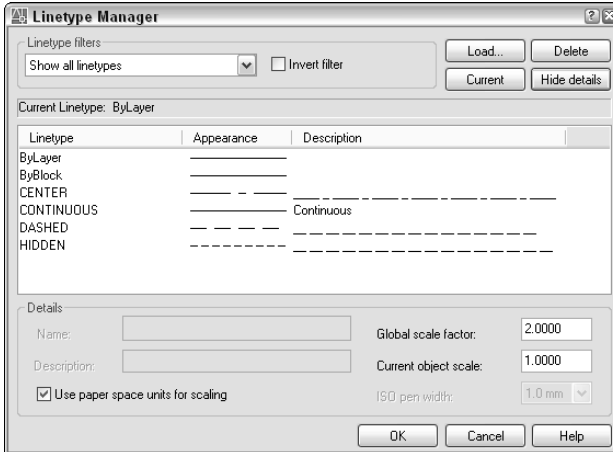 Linetype Manager
Linetype filters
Show all linetypes
Invert filter
Load...
Delete
Current
Hide details
Current Linetype: ByLayer
Linetype Appearance Description
ByLayer
ByBlock
CENTER
CONTINUOUS Continuous
DASHED
HIDDEN
Details
Name:
Description:
Use paper space units for scaling
Global scale factor: 2.0000
Current object scale: 1.0000
ISO pen width: 1.0 mm
OK Cancel Help